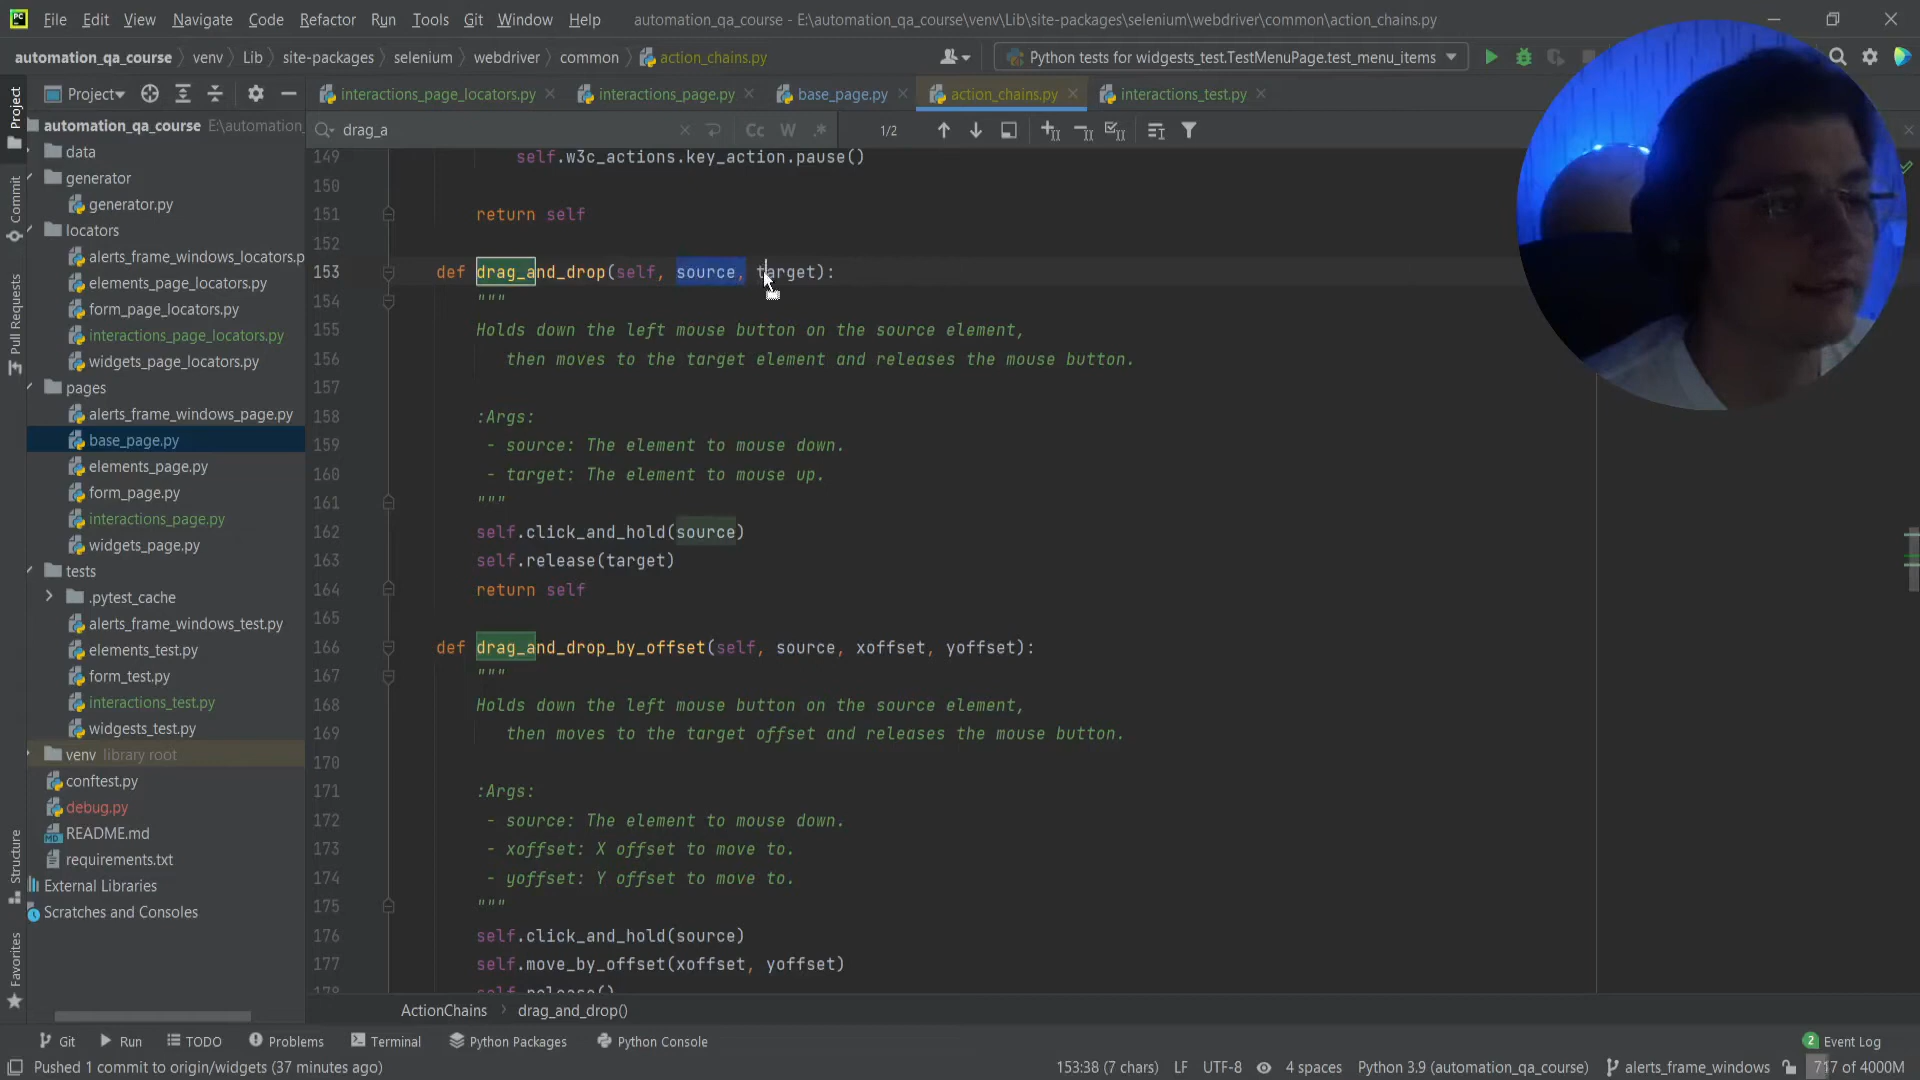 File Edit View Navigate Code Refactor Run Tools Git Window Help automation_qa_course - E:\automation_qa_course\venv\Lib\site-packages\selenium\webdriver\common\action_chains.py
automation_qa_course venv Lib site-packages selenium webdriver common action_chains.py Python tests for widgests_test.TestMenuPage.test_menu_items
Project interactions_page_locators.py interactions_page.py base_page.py action_chains.py interactions_test.py
drag_a Cc W .* 1/2
Project
Commit
Pull Requests
Structure
Favorites
automation_qa_course E:\automation_
data
generator
generator.py
locators
alerts_frame_windows_locators.p
elements_page_locators.py
form_page_locators.py
interactions_page_locators.py
widgets_page_locators.py
pages
alerts_frame_windows_page.py
base_page.py
elements_page.py
form_page.py
interactions_page.py
widgets_page.py
tests
.pytest_cache
alerts_frame_windows_test.py
elements_test.py
form_test.py
interactions_test.py
widgests_test.py
venv library root
conftest.py
debug.py
README.md
requirements.txt
External Libraries
Scratches and Consoles
149 self.w3c_actions.key_action.pause()
150
151 return self
152
153 def drag_and_drop(self, source, target):
154 """
155 Holds down the left mouse button on the source element,
156 then moves to the target element and releases the mouse button.
157
158 :Args:
159 - source: The element to mouse down.
160 - target: The element to mouse up.
161 """
162 self.click_and_hold(source)
163 self.release(target)
164 return self
165
166 def drag_and_drop_by_offset(self, source, xoffset, yoffset):
167 """
168 Holds down the left mouse button on the source element,
169 then moves to the target offset and releases the mouse button.
170
171 :Args:
172 - source: The element to mouse down.
173 - xoffset: X offset to move to.
174 - yoffset: Y offset to move to.
175 """
176 self.click_and_hold(source)
177 self.move_by_offset(xoffset, yoffset)
178 self.release()
ActionChains drag_and_drop()
Git Run TODO Problems Terminal Python Packages Python Console 2 Event Log
Pushed 1 commit to origin/widgets (37 minutes ago) 153:38 (7 chars) LF UTF-8 4 spaces Python 3.9 (automation_qa_course) alerts_frame_windows 717 of 4000M